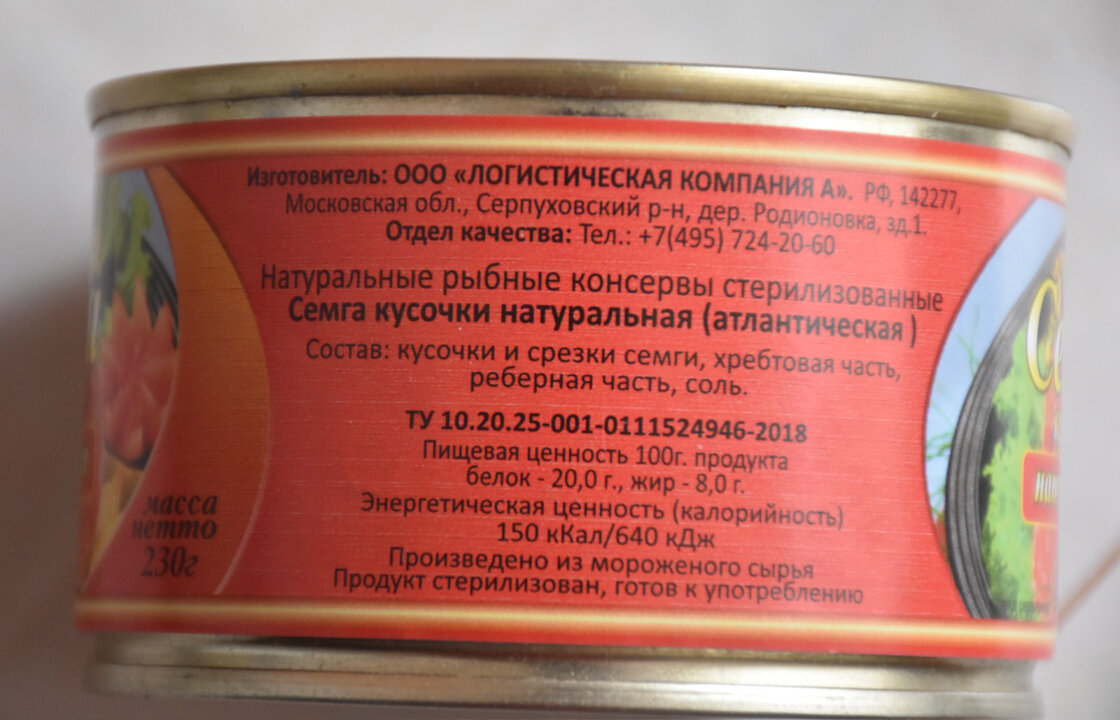 Изготовитель: ООО «ЛОГИСТИЧЕСКАЯ КОМПАНИЯ А». РФ, 142277,
Московская обл., Серпуховский р-н, дер. Родионовка, зд.1.
Отдел качества: Тел.: +7(495) 724-20-60
Натуральные рыбные консервы стерилизованные
Семга кусочки натуральная (атлантическая )
Состав: кусочки и срезки семги, хребтовая часть,
реберная часть, соль.
ТУ 10.20.25-001-0111524946-2018
Пищевая ценность 100г. продукта
белок - 20,0 г., жир - 8,0 г.
Энергетическая ценность (калорийность)
150 кКал/640 кДж
Произведено из мороженого сырья
Продукт стерилизован, готов к употреблению
масса
нетто
230г